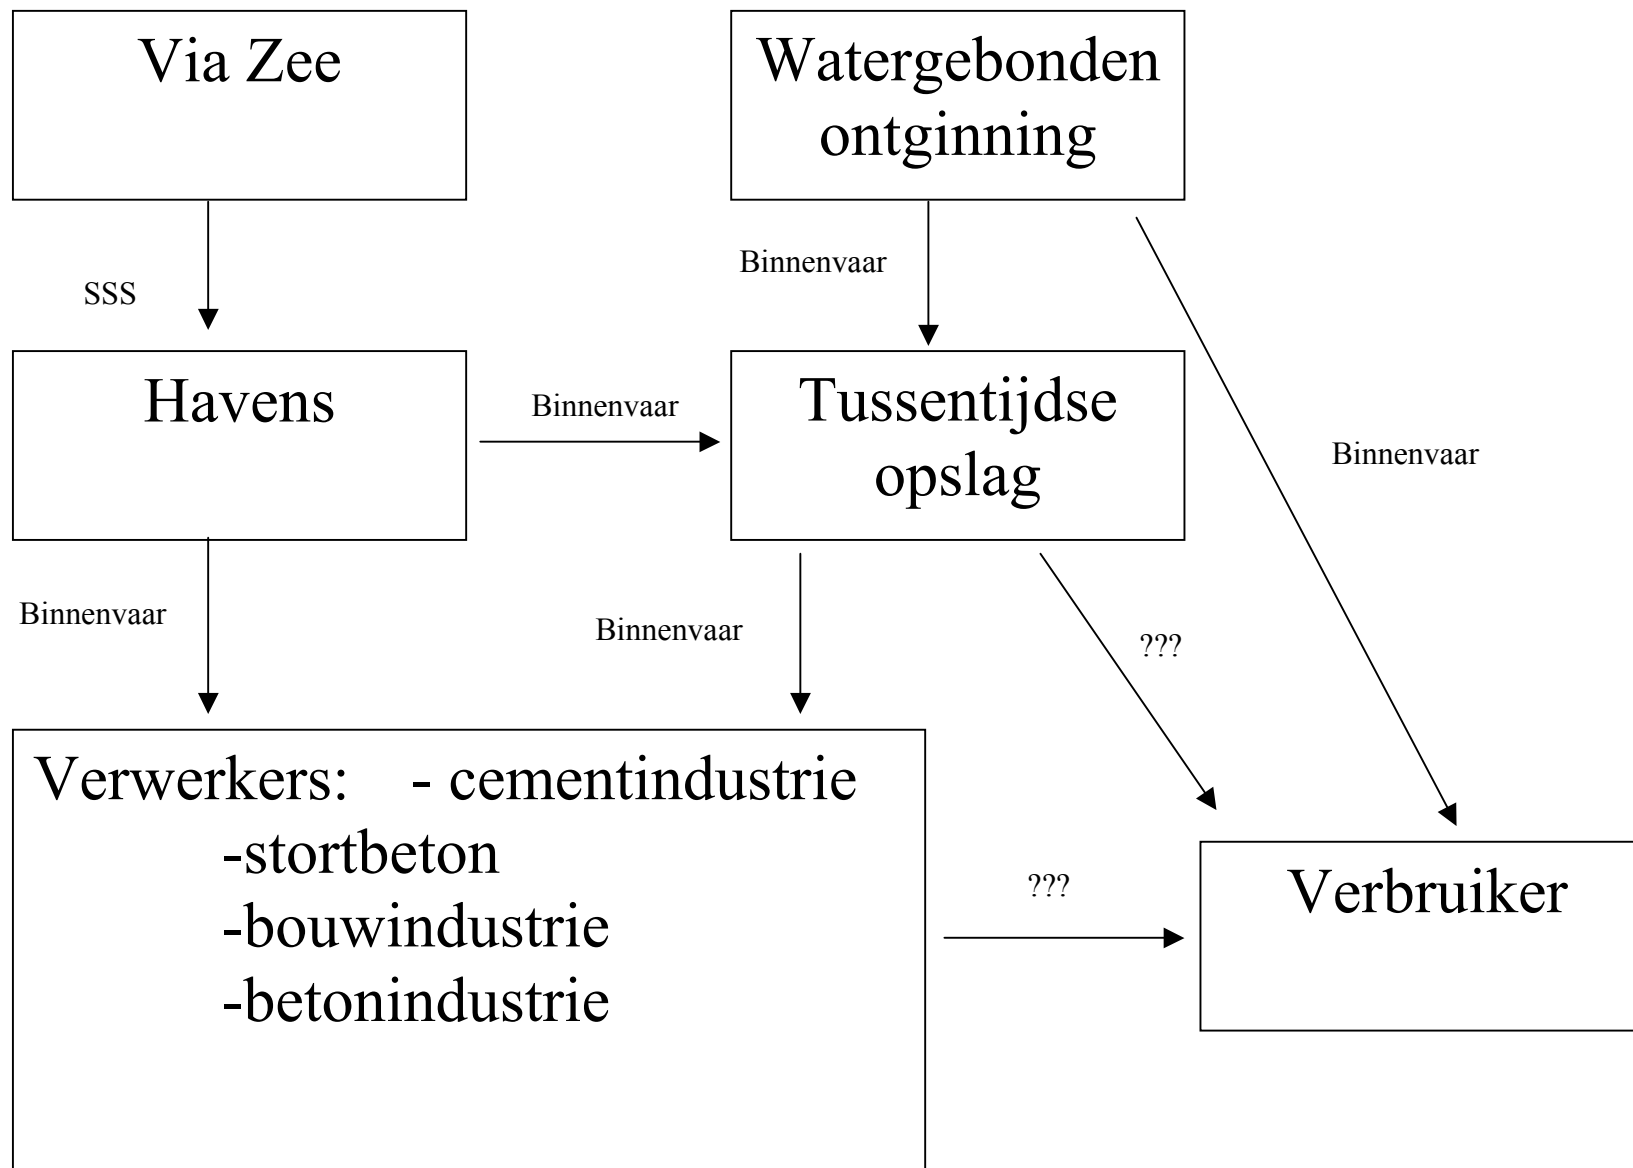 Via Zee
Watergebonden
ontginning
Binnenvaar
SSS
Havens
Binnenvaar
Tussentijdse
opslag
Binnenvaar
Binnenvaar
Binnenvaar
???
Verwerkers: - cementindustrie
-stortbeton
-bouwindustrie
-betonindustrie
???
Verbruiker